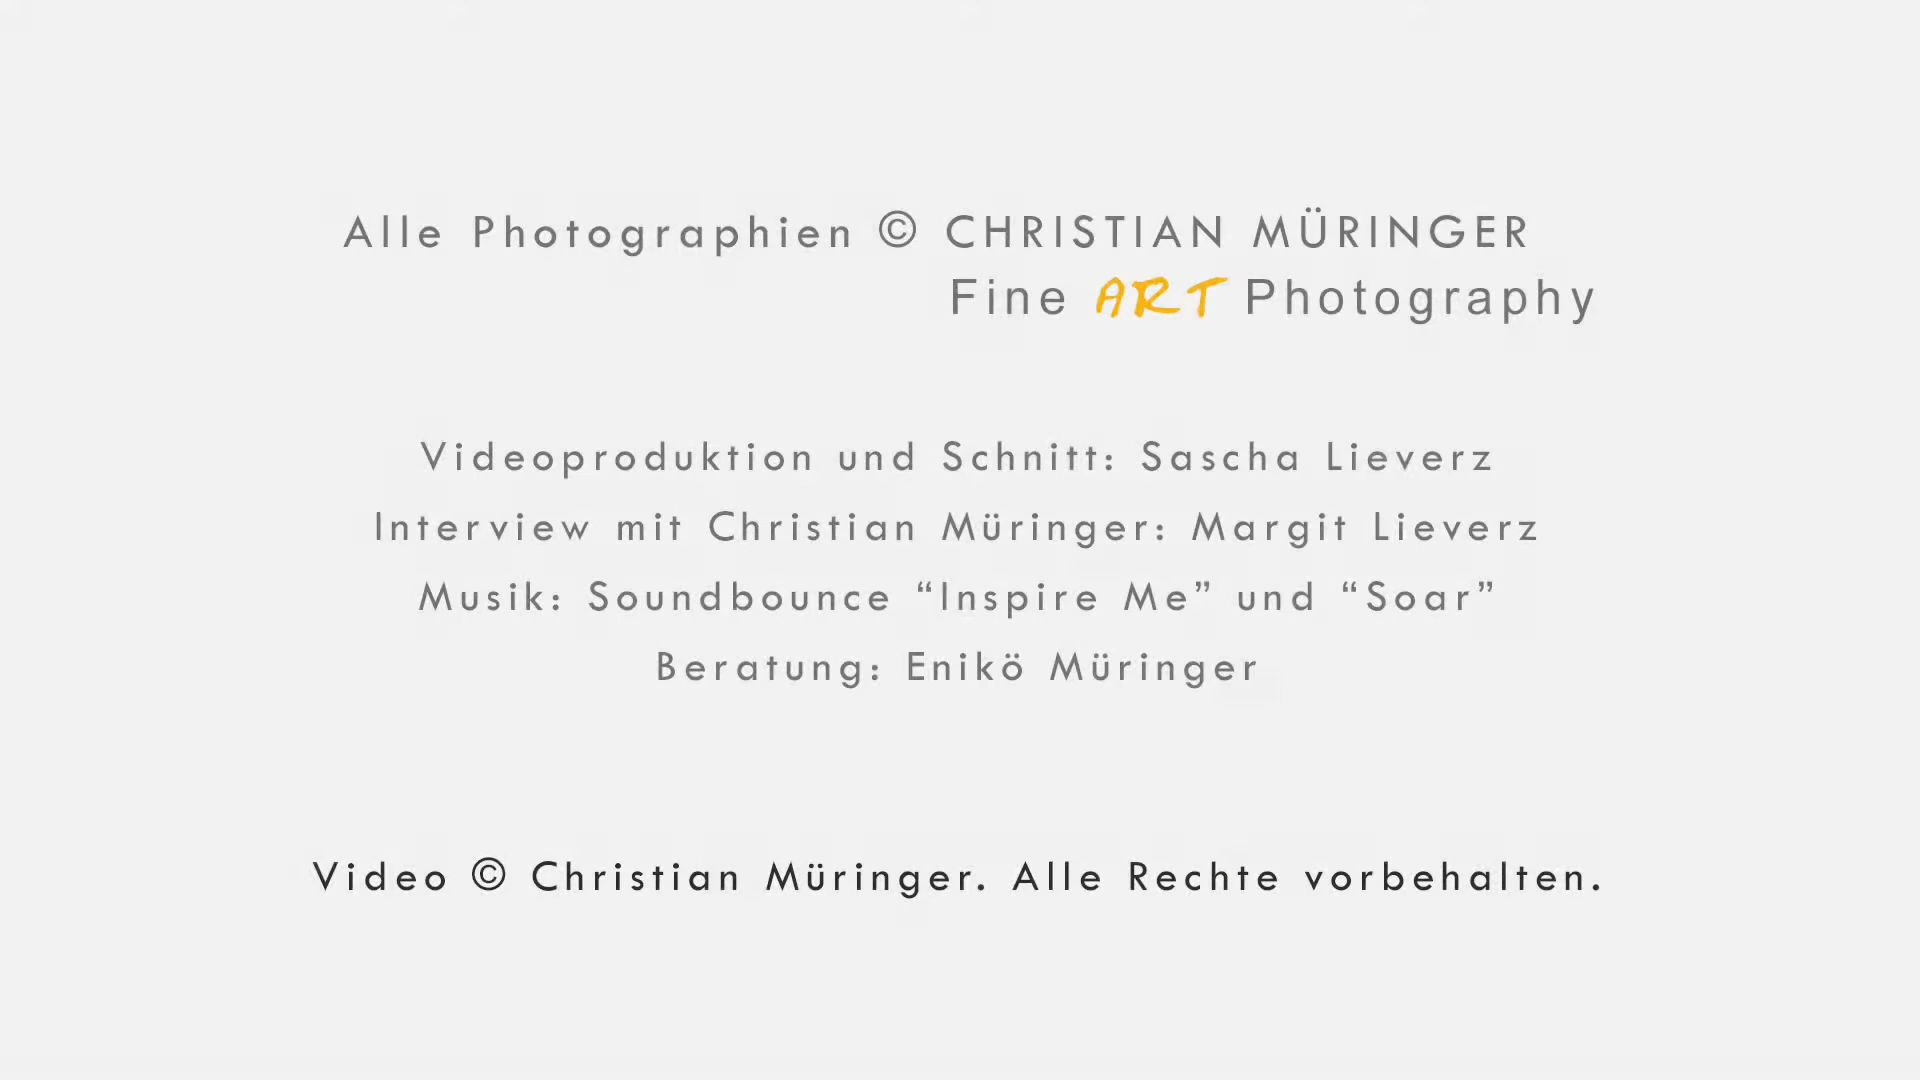 Alle Photographien © CHRISTIAN MÜRINGER
Fine ART Photography
Videoproduktion und Schnitt: Sascha Lieverz
Interview mit Christian Müringer: Margit Lieverz
Musik: Soundbounce “Inspire Me” und “Soar”
Beratung: Enikö Müringer
Video © Christian Müringer. Alle Rechte vorbehalten.